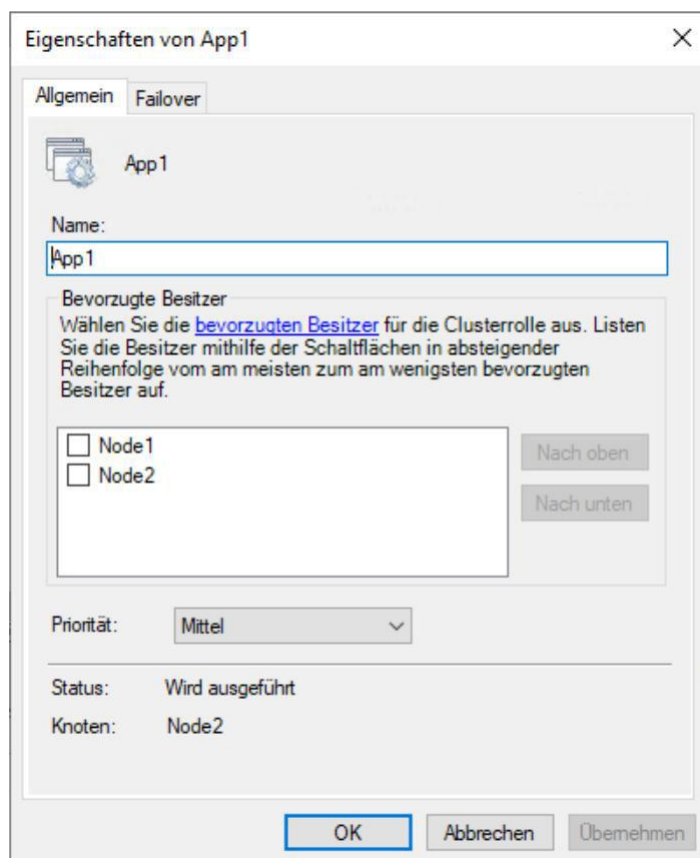 Eigenschaften von App1
Allgemein
Failover
App1
Name:
App1
Bevorzugte Besitzer
Wählen Sie die bevorzugten Besitzer für die Clusterrolle aus. Listen
Sie die Besitzer mithilfe der Schaltflächen in absteigender
Reihenfolge vom am meisten zum am wenigsten bevorzugten
Besitzer auf.
Node1
Node2
Nach oben
Nach unten
Priorität: Mittel
Status: Wird ausgeführt
Knoten: Node2
OK Abbrechen Übernehmen